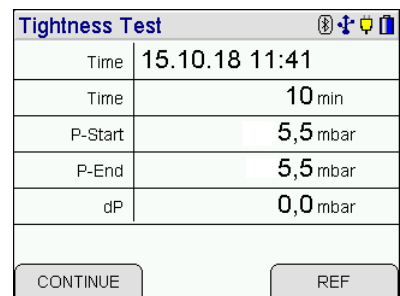 Tightness Test
Time 15.10.18 11:41
Time 10 min
P-Start 5,5 mbar
P-End 5,5 mbar
dP 0,0 mbar
CONTINUE REF